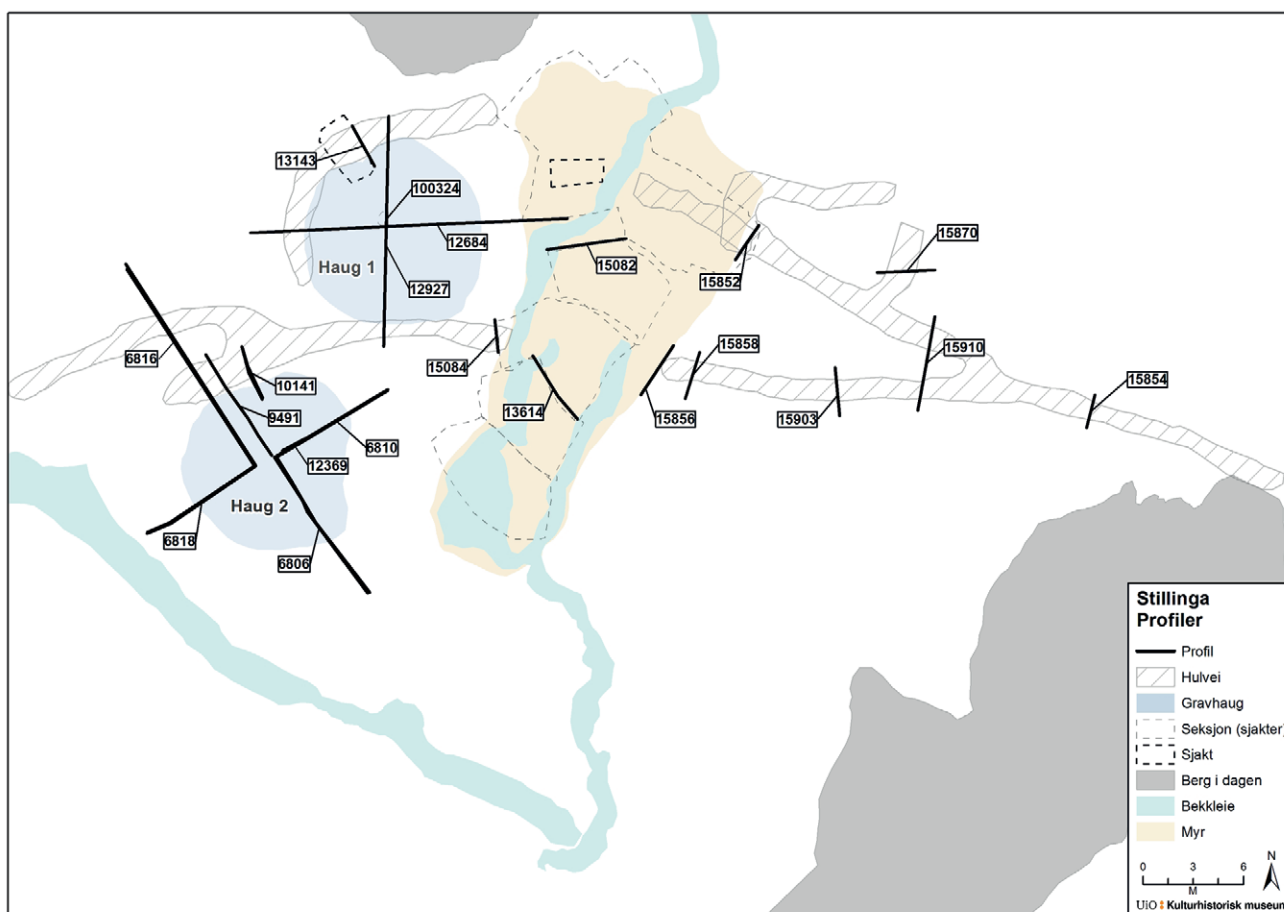 13143
100324
12684
Haug 1
12927
15082
15852
15870
6816
10141
15084
15858
15910
15854
9491
13614
15856
15903
6810
12369
Haug 2
6818
6806
Stillinga
Profiler
Profil
Hulvei
Gravhaug
Seksjon (sjakter)
Sjakt
Berg i dagen
Bekkleie
Myr
N
0 3 6
M
UiO Kulturhistorisk museum